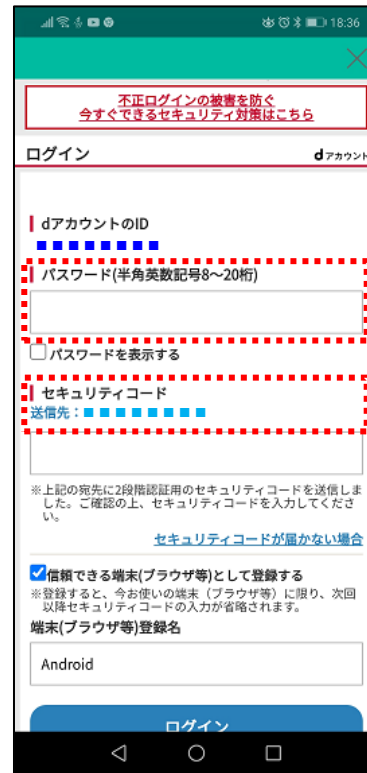 18:36
不正ログインの被害を防ぐ
今すぐできるセキュリティ対策はこちら
ログイン
dアカウント
dアカウントのID
パスワード(半角英数記号8～20桁)
パスワードを表示する
セキュリティコード
送信先：
※上記の宛先に2段階認証用のセキュリティコードを送信しま
した。ご確認の上、セキュリティコードを入力してくださ
い。
セキュリティコードが届かない場合
信頼できる端末(ブラウザ等)として登録する
※登録すると、今お使いの端末（ブラウザ等）に限り、次回
以降セキュリティコードの入力が省略されます。
端末(ブラウザ等)登録名
Android
ログイン